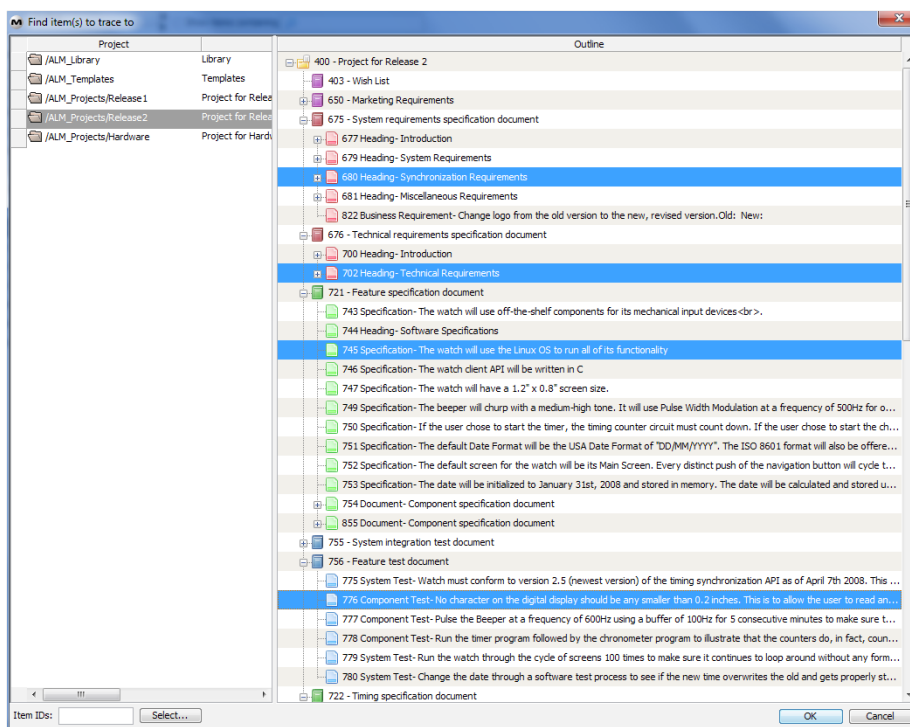 Find item(s) to trace to
Project
Outline
/ALM_Library Library
/ALM_Templates Templates
/ALM_Projects/Release1 Project for Relea
/ALM_Projects/Release2 Project for Relea
/ALM_Projects/Hardware Project for Hardw
400 - Project for Release 2
403 - Wish List
650 - Marketing Requirements
675 - System requirements specification document
677 Heading- Introduction
679 Heading- System Requirements
680 Heading- Synchronization Requirements
681 Heading- Miscellaneous Requirements
822 Business Requirement- Change logo from the old version to the new, revised version.Old: New:
676 - Technical requirements specification document
700 Heading- Introduction
702 Heading- Technical Requirements
721 - Feature specification document
743 Specification- The watch will use off-the-shelf components for its mechanical input devices<br>.
744 Heading- Software Specifications
745 Specification- The watch will use the Linux OS to run all of its functionality
746 Specification- The watch client API will be written in C
747 Specification- The watch will have a 1.2" x 0.8" screen size.
749 Specification- The beeper will churp with a medium-high tone. It will use Pulse Width Modulation at a frequency of 500Hz for o...
750 Specification- If the user chose to start the timer, the timing counter circuit must count down. If the user chose to start the ch...
751 Specification- The default Date Format will be the USA Date Format of "DD/MM/YYYY". The ISO 8601 format will also be offere...
752 Specification- The default screen for the watch will be its Main Screen. Every distinct push of the navigation button will cycle t...
753 Specification- The date will be initialized to January 31st, 2008 and stored in memory. The date will be calculated and stored u...
754 Document- Component specification document
855 Document- Component specification document
755 - System integration test document
756 - Feature test document
775 System Test- Watch must conform to version 2.5 (newest version) of the timing synchronization API as of April 7th 2008. This ...
776 Component Test- No character on the digital display should be any smaller than 0.2 inches. This is to allow the user to read an...
777 Component Test- Pulse the Beeper at a frequency of 600Hz using a buffer of 100Hz for 5 consecutive minutes to make sure t...
778 Component Test- Run the timer program followed by the chronometer program to illustrate that the counters do, in fact, coun...
779 System Test- Run the watch through the cycle of screens 100 times to make sure it continues to loop around without any form...
780 System Test- Change the date through a software test process to see if the new time overwrites the old and gets properly st...
722 - Timing specification document
Item IDs: Select... OK Cancel